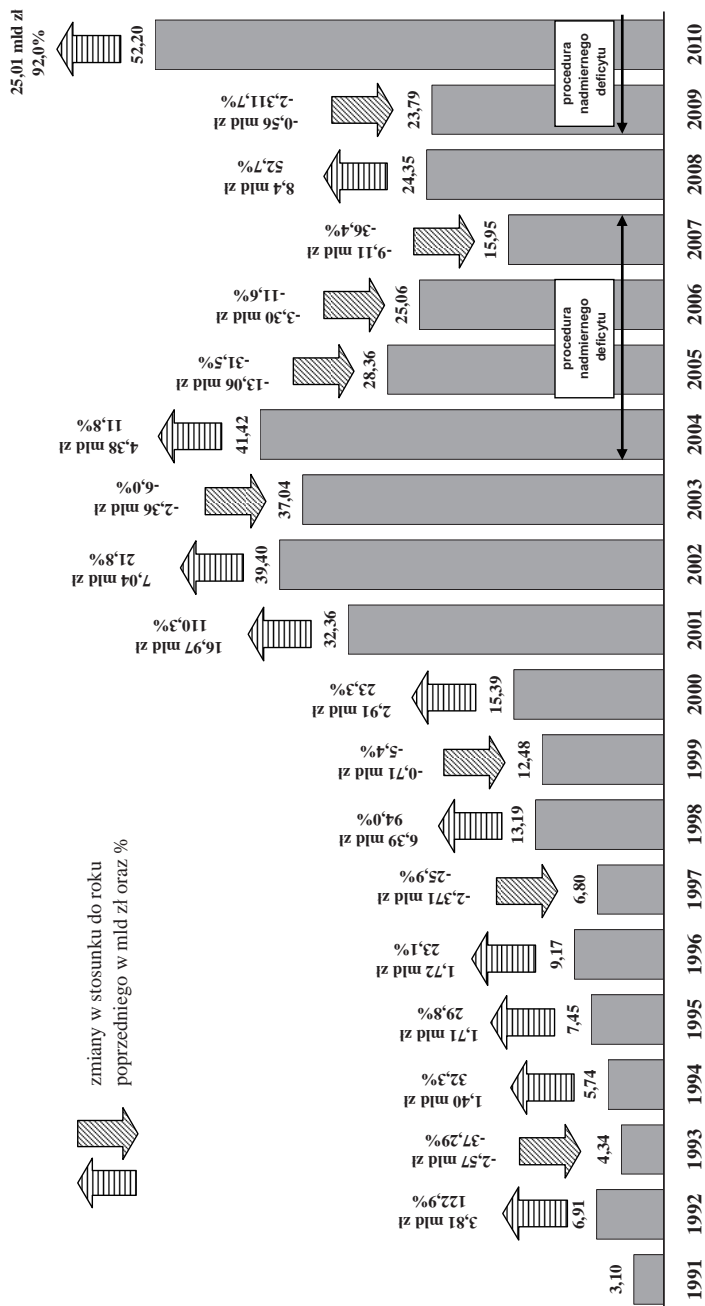 zmiany w stosunku do roku
poprzedniego w mld zł oraz %
3,10
1991
3,81 mld zł
122,9%
6,91
1992
-2,57 mld zł
-37,29%
4,34
1993
1,40 mld zł
32,3%
5,74
1994
1,71 mld zł
29,8%
7,45
1995
1,72 mld zł
23,1%
9,17
1996
-2,371 mld zł
-25,9%
6,80
1997
6,39 mld zł
94,0%
13,19
1998
-0,71 mld zł
-5,4%
12,48
1999
2,91 mld zł
23,3%
15,39
2000
16,97 mld zł
110,3%
32,36
2001
7,04 mld zł
21,8%
39,40
2002
-2,36 mld zł
-6,0%
37,04
2003
4,38 mld zł
11,8%
41,42
2004
-13,06 mld zł
-31,5%
28,36
2005
-3,30 mld zł
-11,6%
25,06
2006
procedura
nadmiernego
deficytu
-9,11 mld zł
-36,4%
15,95
2007
8,4 mld zł
52,7%
24,35
2008
-0,56 mld zł
-2,311,7%
23,79
2009
procedura
nadmiernego
deficytu
25,01 mld zł
92,0%
52,20
2010